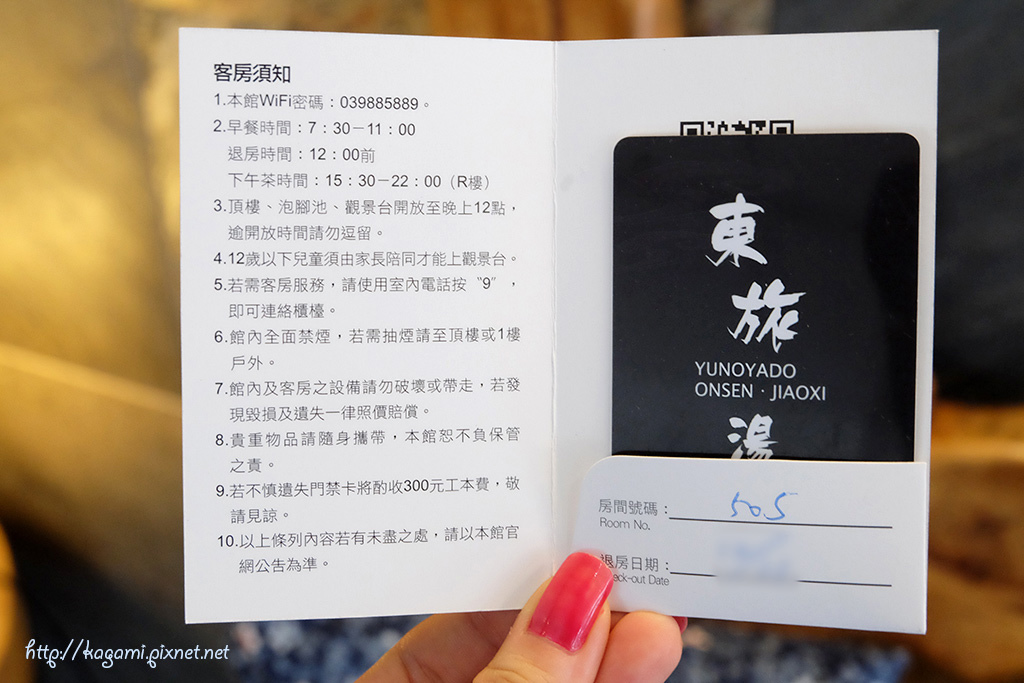 客房須知
1.本館WiFi密碼：039885889。
2.早餐時間：7：30－11：00
退房時間：12：00前
下午茶時間：15：30－22：00（R樓）
3.頂樓、泡腳池、觀景台開放至晚上12點，
逾開放時間請勿逗留。
4.12歲以下兒童須由家長陪同才能上觀景台。
5.若需客房服務，請使用室內電話按〝9〞，
即可連絡櫃檯。
6.館內全面禁煙，若需抽煙請至頂樓或1樓
戶外。
7.館內及客房之設備請勿破壞或帶走，若發
現毀損及遺失一律照價賠償。
8.貴重物品請隨身攜帶，本館恕不負保管
之責。
9.若不慎遺失門禁卡將酌收300元工本費，敬
請見諒。
10.以上條列內容若有未盡之處，請以本館官
網公告為準。
東
旅
YUNOYADO
ONSEN · JIAOXI
湯
房間號碼：505
Room No.
退房日期：
eck-out Date
http://kagami.pixnet.net